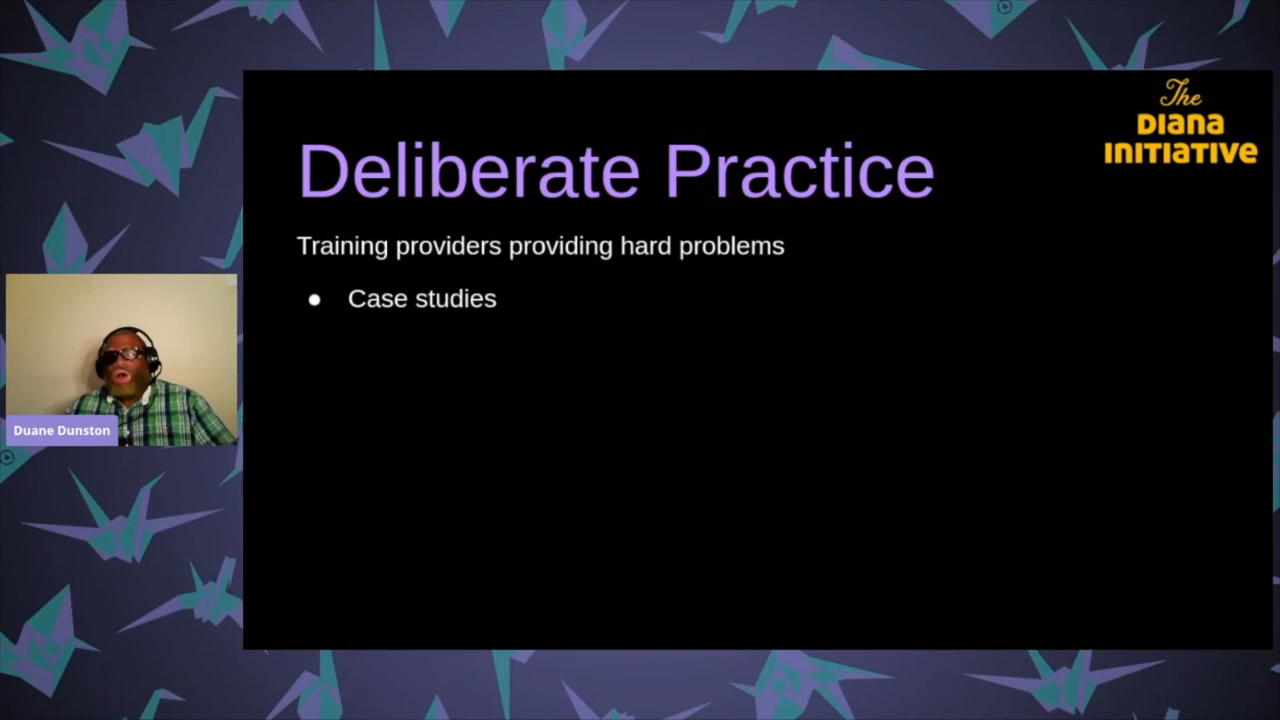 The
DIANA
INITIATIVE
Deliberate Practice
Training providers providing hard problems
● Case studies
Duane Dunston